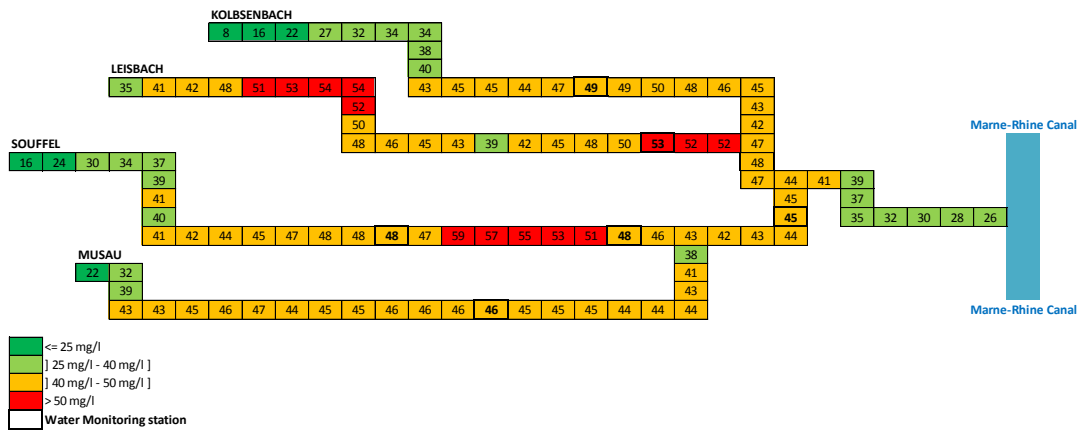 KOLBSENBACH
8 16 22 27 32 34 34
38
LEISBACH
40
35 41 42 48 51 53 54 54
43 45 45 44 47 49 49 50 48 46 45
52
43
50
42
Marne-Rhine Canal
48 46 45 43 39 42 45 48 50 53 52 52
47
SOUFFEL
16 24 30 34 37
48
39
47 44 41 39
41
45
37
40
45
35 32 30 28 26
41 42 44 45 47 48 48 48 47 59 57 55 53 51 48 46 43 42 43 44
MUSAU
38
22 32
41
39
43
43 43 45 46 47 44 45 45 46 46 46 46 45 45 45 44 44 44
Marne-Rhine Canal
<= 25 mg/l
] 25 mg/l - 40 mg/l ]
] 40 mg/l - 50 mg/l ]
> 50 mg/l
Water Monitoring station